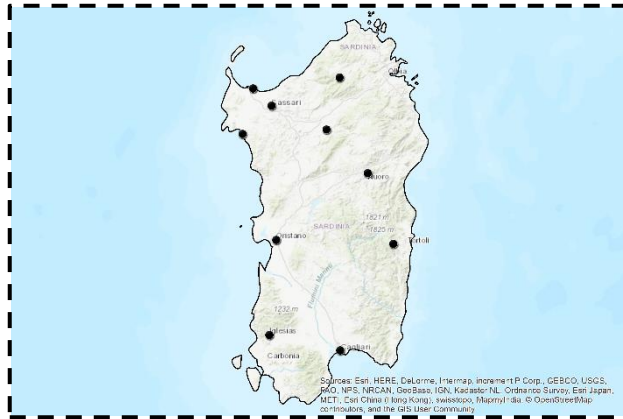 SARDINIA
Olbia
Sassari
Nuoro
1821 m
SARDINIA
1825 m
Oristano
Tortoli
1232 m
Iglesias
Cagliari
Carbonia
Sources: Esri, HERE, DeLorme, Intermap, increment P Corp., GEBCO, USGS,
FAO, NPS, NRCAN, GeoBase, IGN, Kadaster NL, Ordnance Survey, Esri Japan,
METI, Esri China (Hong Kong), swisstopo, MapmyIndia, © OpenStreetMap
contributors, and the GIS User Community